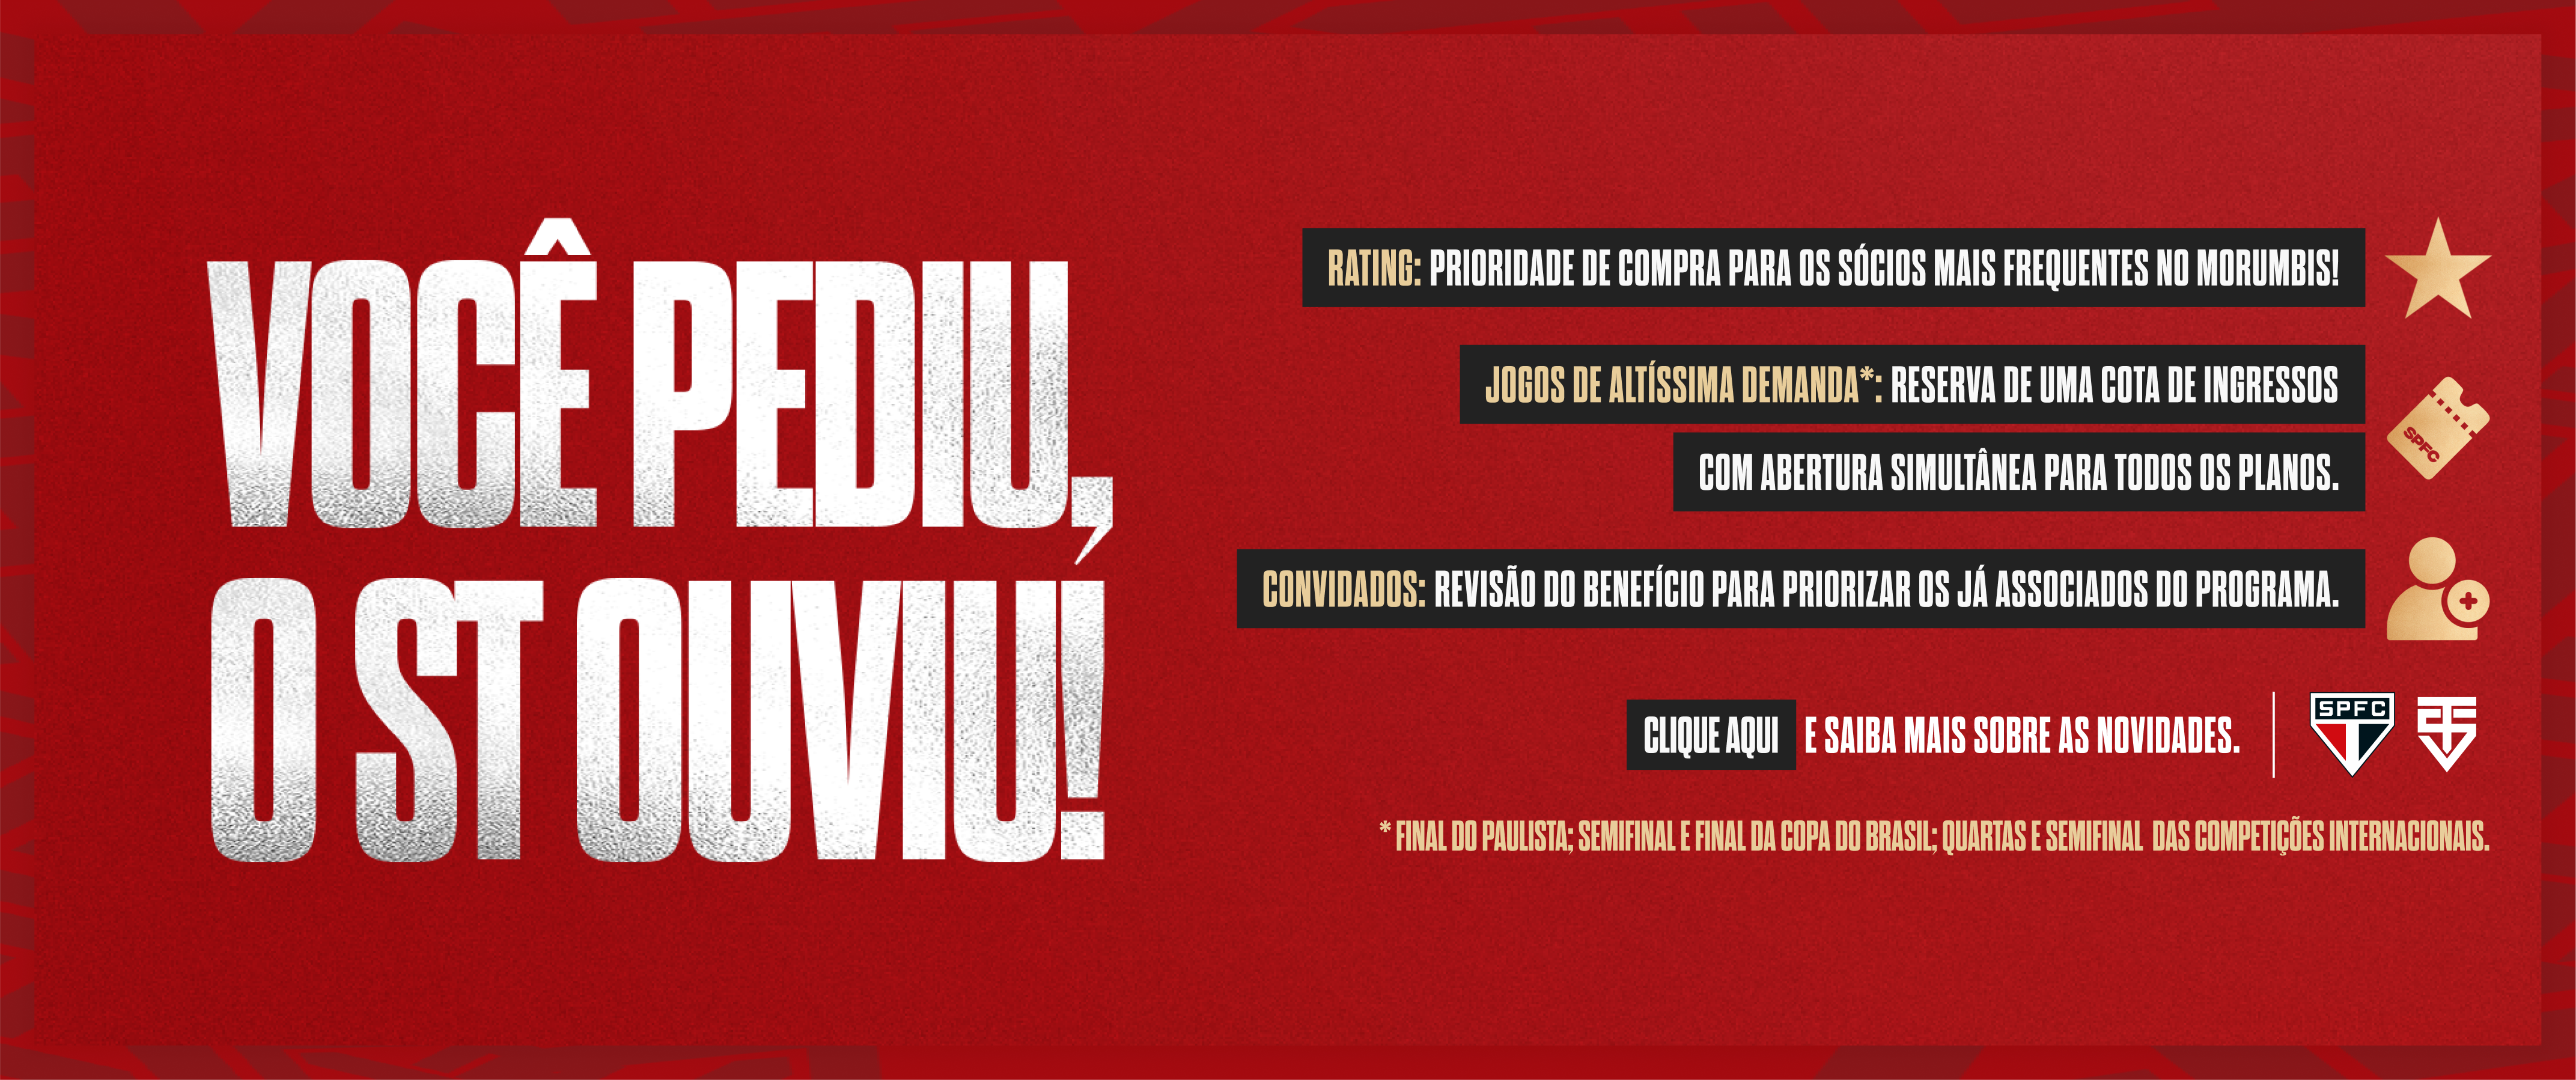 VOCÊ PEDIU,
O ST OUVIU!
RATING: PRIORIDADE DE COMPRA PARA OS SÓCIOS MAIS FREQUENTES NO MORUMBIS!
JOGOS DE ALTÍSSIMA DEMANDA*: RESERVA DE UMA COTA DE INGRESSOS
COM ABERTURA SIMULTÂNEA PARA TODOS OS PLANOS.
SPFC
CONVIDADOS: REVISÃO DO BENEFÍCIO PARA PRIORIZAR OS JÁ ASSOCIADOS DO PROGRAMA.
CLIQUE AQUI E SAIBA MAIS SOBRE AS NOVIDADES.
SPFC
* FINAL DO PAULISTA; SEMIFINAL E FINAL DA COPA DO BRASIL; QUARTAS E SEMIFINAL DAS COMPETIÇÕES INTERNACIONAIS.